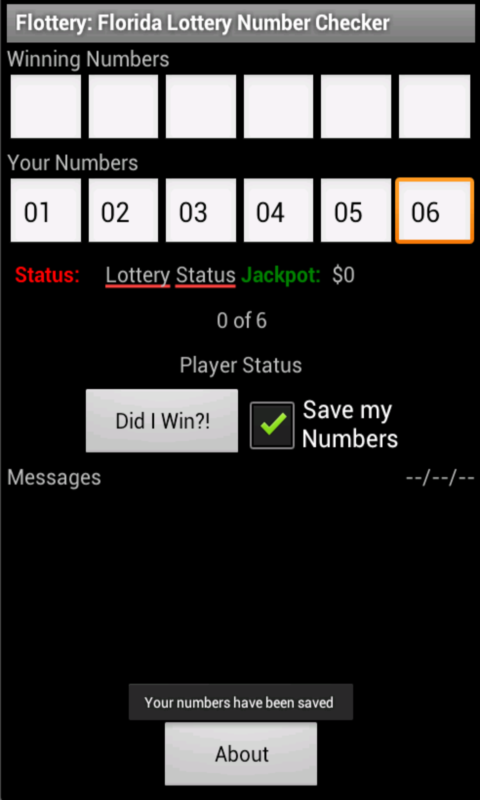 Flottery: Florida Lottery Number Checker
Winning Numbers
Your Numbers
01 02 03 04 05 06
Status: Lottery Status Jackpot: $0
0 of 6
Player Status
Did I Win?!
Save my
Numbers
Messages --/--/--
Your numbers have been saved
About